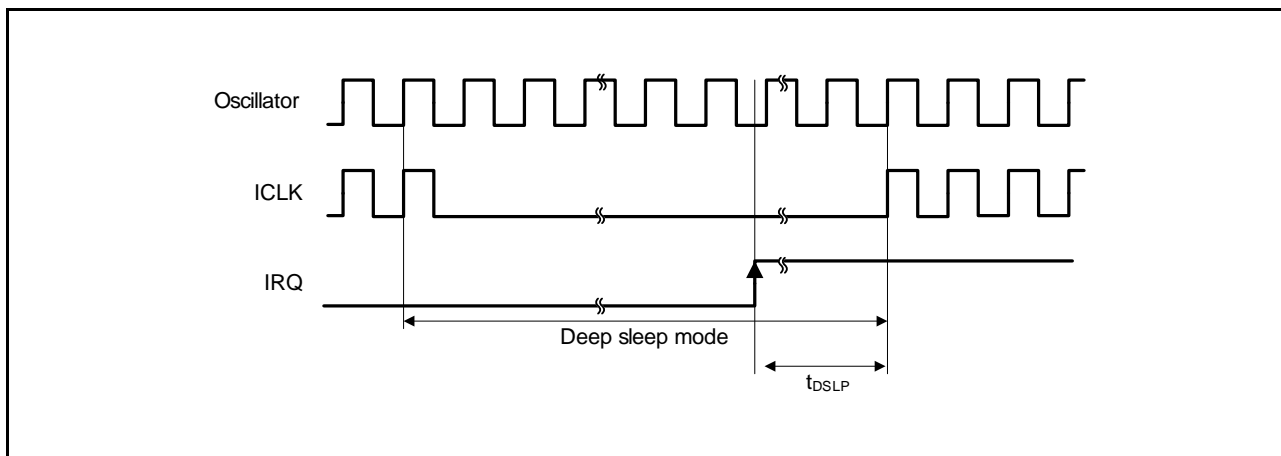 Oscillator
ICLK
IRQ
Deep sleep mode
tDSLP